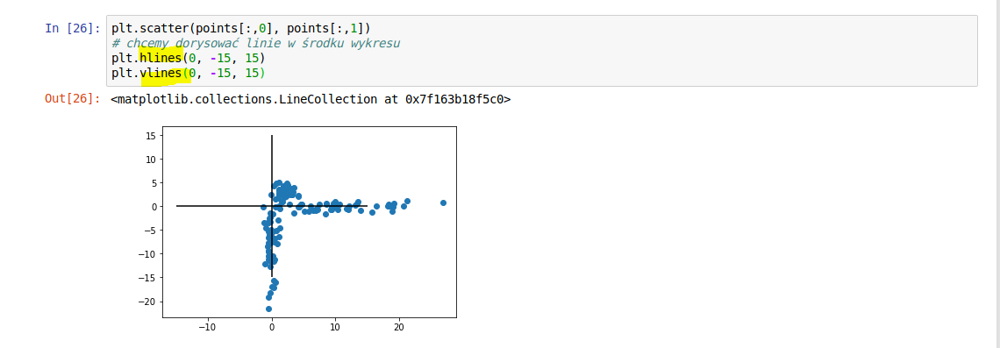 In [26]: plt.scatter(points[:,0], points[:,1])
# chcemy dorysować linie w środku wykresu
plt.hlines(0, -15, 15)
plt.vlines(0, -15, 15)
Out[26]: <matplotlib.collections.LineCollection at 0x7f163b18f5c0>
15
10
5
0
−5
−10
−15
−20
−10 0 10 20